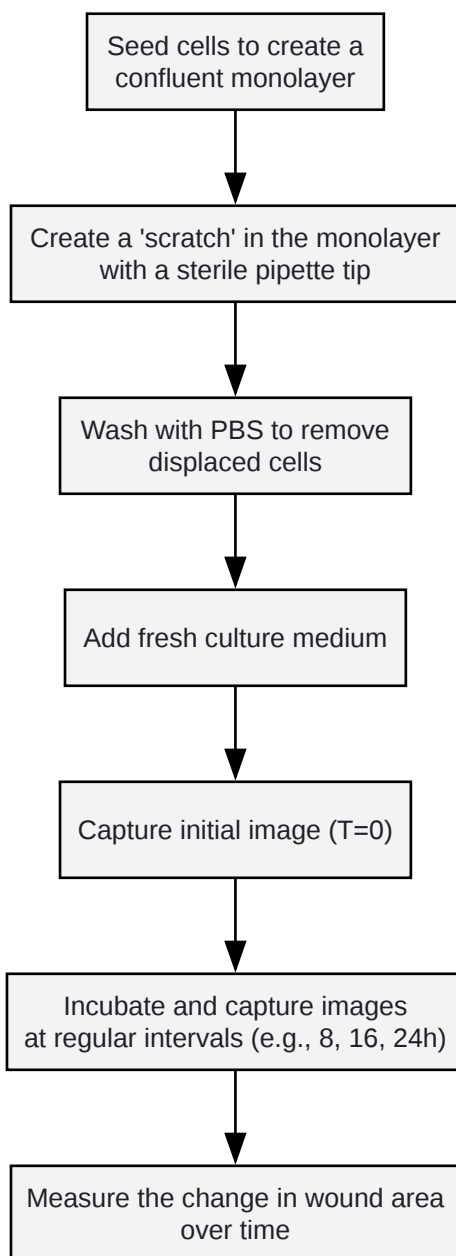 Seed cells to create a
confluent monolayer
Create a 'scratch' in the monolayer
with a sterile pipette tip
Wash with PBS to remove
displaced cells
Add fresh culture medium
Capture initial image (T=0)
Incubate and capture images
at regular intervals (e.g., 8, 16, 24h)
Measure the change in wound area
over time